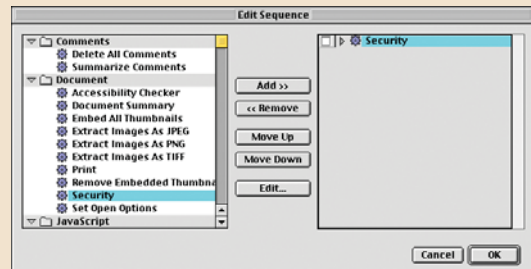 Edit Sequence
Comments
Delete All Comments
Summarize Comments
Document
Accessibility Checker
Document Summary
Embed All Thumbnails
Extract Images As JPEG
Extract Images As PNG
Extract Images As TIFF
Print
Remove Embedded Thumbna
Security
Set Open Options
JavaScript
Add >>
<< Remove
Move Up
Move Down
Edit...
Security
Cancel
OK